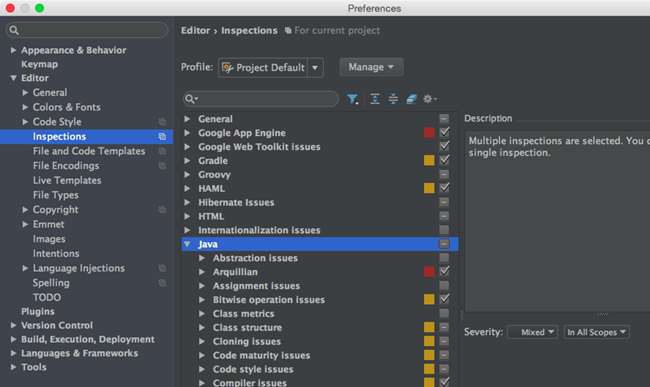 Preferences
Editor › Inspections For current project
Appearance & Behavior
Keymap
Editor
General
Colors & Fonts
Code Style
Inspections
File and Code Templates
File Encodings
Live Templates
File Types
Copyright
Emmet
Images
Intentions
Language Injections
Spelling
TODO
Plugins
Version Control
Build, Execution, Deployment
Languages & Frameworks
Tools
Profile: Project Default Manage
General
Google App Engine
Google Web Toolkit issues
Gradle
Groovy
HAML
Hibernate Issues
HTML
Internationalization issues
Java
Abstraction issues
Arquillian
Assignment issues
Bitwise operation issues
Class metrics
Class structure
Cloning issues
Code maturity issues
Code style issues
Compiler issues
Description
Multiple inspections are selected. You c
single inspection.
Severity: Mixed In All Scopes